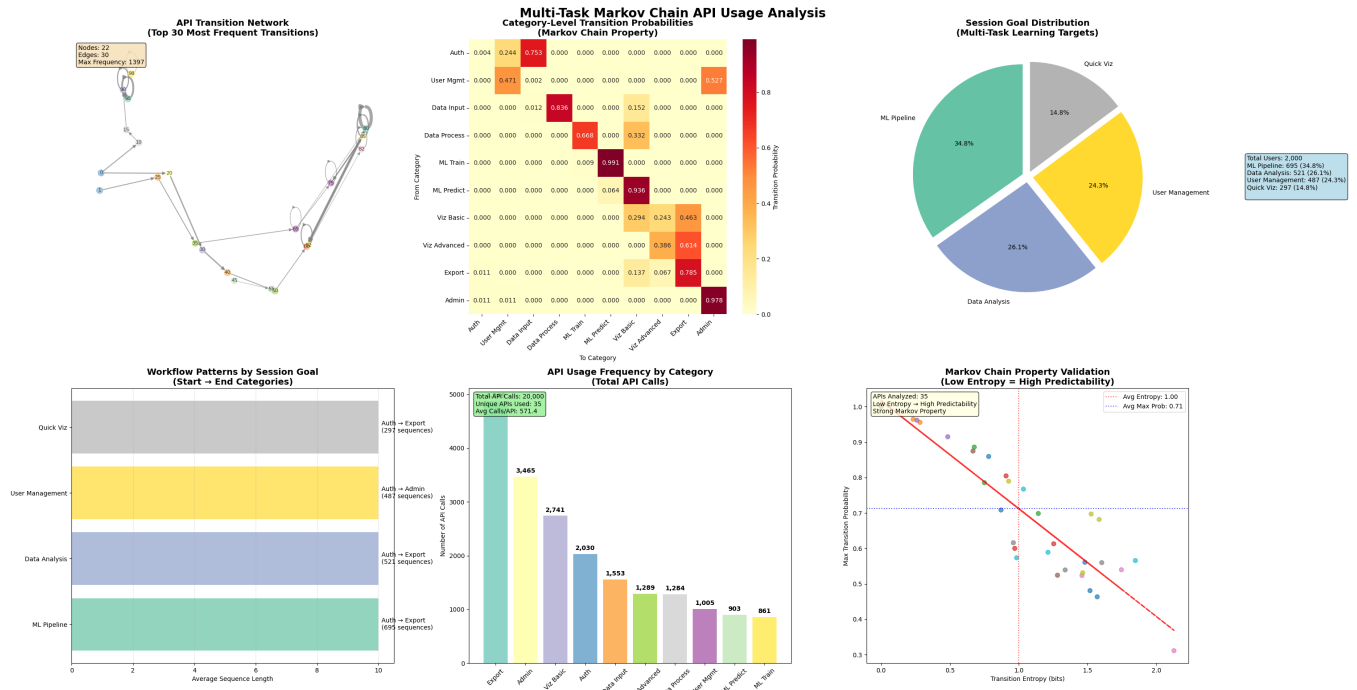 Multi-Task Markov Chain API Usage Analysis
API Transition Network
(Top 30 Most Frequent Transitions)
Nodes: 22
Edges: 30
Max Frequency: 1397
15
10
0
1
25
20
35
30
40
45
50
Category-Level Transition Probabilities
(Markov Chain Property)
From Category
Auth 0.004 0.244 0.753 0.000 0.000 0.000 0.000 0.000 0.000 0.000
User Mgmt 0.000 0.471 0.002 0.000 0.000 0.000 0.000 0.000 0.000 0.527
Data Input 0.000 0.000 0.012 0.836 0.000 0.000 0.152 0.000 0.000 0.000
Data Process 0.000 0.000 0.000 0.000 0.668 0.000 0.332 0.000 0.000 0.000
ML Train 0.000 0.000 0.000 0.000 0.009 0.991 0.000 0.000 0.000 0.000
ML Predict 0.000 0.000 0.000 0.000 0.000 0.064 0.936 0.000 0.000 0.000
Viz Basic 0.000 0.000 0.000 0.000 0.000 0.000 0.294 0.243 0.463 0.000
Viz Advanced 0.000 0.000 0.000 0.000 0.000 0.000 0.000 0.386 0.614 0.000
Export 0.011 0.000 0.000 0.000 0.000 0.000 0.137 0.067 0.785 0.000
Admin 0.011 0.011 0.000 0.000 0.000 0.000 0.000 0.000 0.000 0.978
Auth User Mgmt Data Input Data Process ML Train ML Predict Viz Basic Viz Advanced Export Admin
To Category
0.8
0.6
0.4
0.2
0.0
Transition Probability
Session Goal Distribution
(Multi-Task Learning Targets)
Quick Viz
14.8%
ML Pipeline
34.8%
User Management
24.3%
Data Analysis
26.1%
Total Users: 2,000
ML Pipeline: 695 (34.8%)
Data Analysis: 521 (26.1%)
User Management: 487 (24.3%)
Quick Viz: 297 (14.8%)
Workflow Patterns by Session Goal
(Start → End Categories)
Quick Viz
Auth → Export
(297 sequences)
User Management
Auth → Admin
(487 sequences)
Data Analysis
Auth → Export
(521 sequences)
ML Pipeline
Auth → Export
(695 sequences)
0 2 4 6 8 10
Average Sequence Length
API Usage Frequency by Category
(Total API Calls)
Total API Calls: 20,000
Unique APIs Used: 35
Avg Calls/API: 571.4
Number of API Calls
5000
4000
3000
2000
1000
0
3,465
2,741
2,030
1,553
1,289
1,284
1,005
903
861
Export Admin Viz Basic Auth Data Input Advanced Process User Mgmt Predict ML Train
Markov Chain Property Validation
(Low Entropy = High Predictability)
APIs Analyzed: 35
Low Entropy → High Predictability
Strong Markov Property
Avg Entropy: 1.00
Avg Max Prob: 0.71
Max Transition Probability
1.0
0.9
0.8
0.7
0.6
0.5
0.4
0.3
0.0 0.5 1.0 1.5 2.0
Transition Entropy (bits)